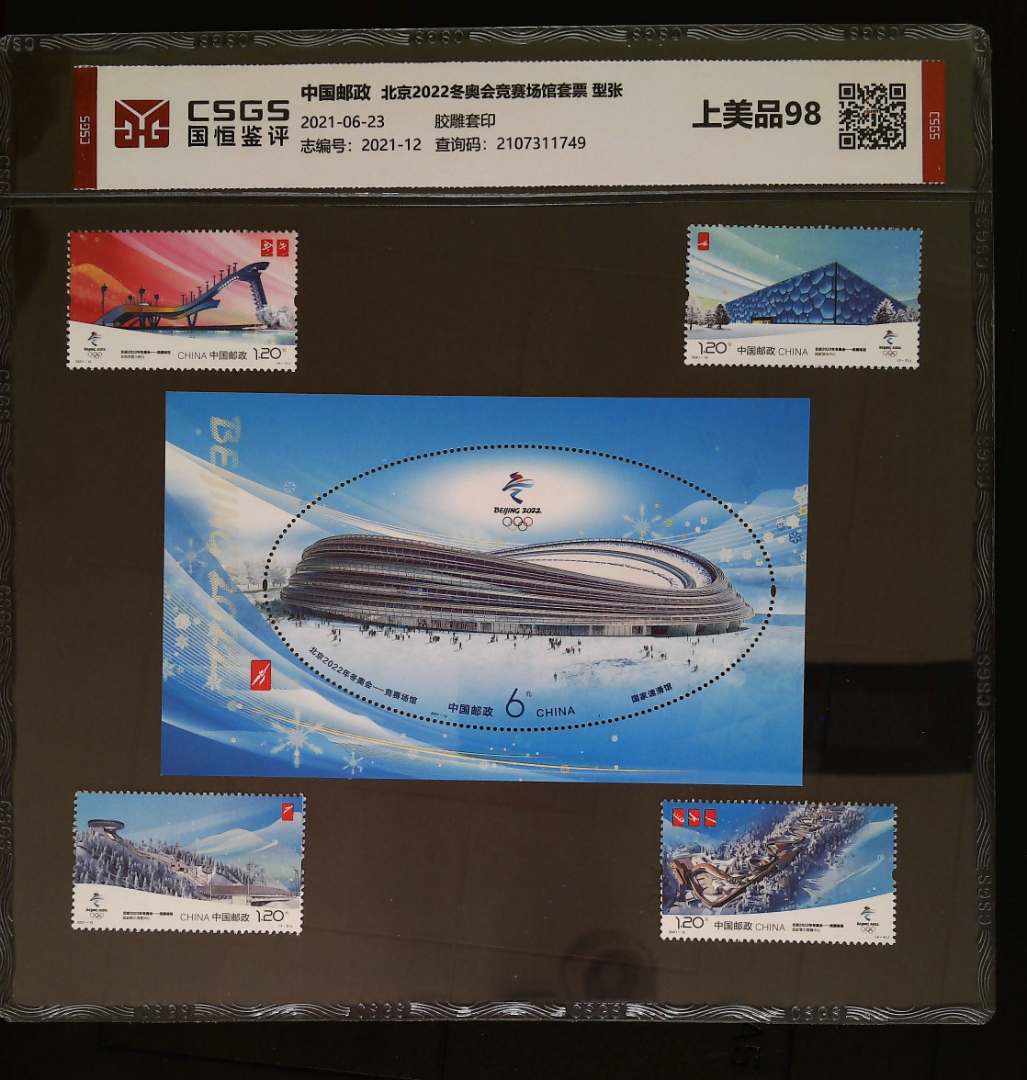 CSGS
CSGS
国恒鉴评
中国邮政 北京2022冬奥会竞赛场馆套票 型张
2021-06-23 胶雕套印
志编号：2021-12 查询码：2107311749
上美品98
CSGS
CHINA 中国邮政 1.20元
1.20元 中国邮政 CHINA
BEIJING 2022
北京2022年冬奥会—竞赛场馆
中国邮政 6元 CHINA
国家速滑馆
CHINA 中国邮政 1.20元
1.20元 中国邮政 CHINA